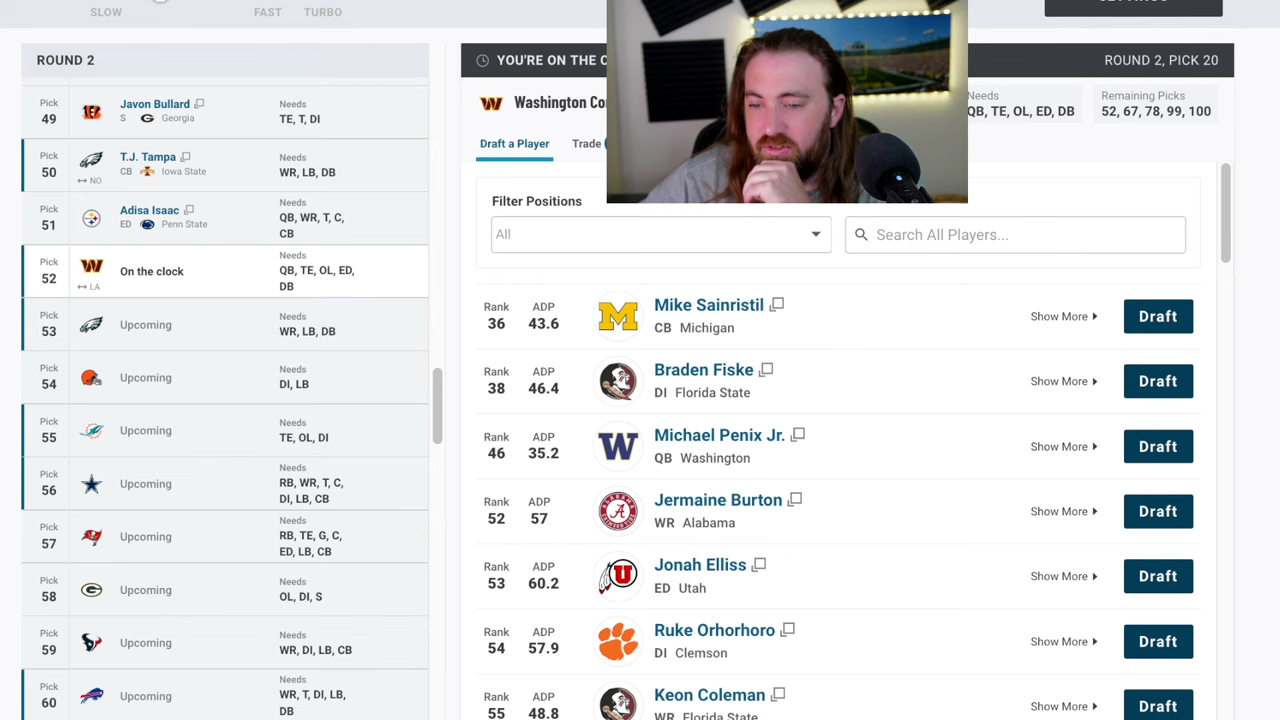 SLOW FAST TURBO
ROUND 2
Pick 49 Javon Bullard S Georgia Needs TE, T, DI
Pick 50 NO T.J. Tampa CB Iowa State Needs WR, LB, DB
Pick 51 Adisa Isaac ED Penn State Needs QB, WR, T, C, CB
Pick 52 LA On the clock Needs QB, TE, OL, ED, DB
Pick 53 Upcoming Needs WR, LB, DB
Pick 54 Upcoming Needs DI, LB
Pick 55 Upcoming Needs TE, OL, DI
Pick 56 Upcoming Needs RB, WR, T, C, DI, LB, CB
Pick 57 Upcoming Needs RB, TE, G, C, ED, LB, CB
Pick 58 Upcoming Needs OL, DI, S
Pick 59 Upcoming Needs WR, DI, LB, CB
Pick 60 Upcoming Needs WR, T, DI, LB, DB
YOU'RE ON THE ROUND 2, PICK 20
Washington Needs QB, TE, OL, ED, DB Remaining Picks 52, 67, 78, 99, 100
Draft a Player Trade
Filter Positions
All Search All Players...
Rank 36 ADP 43.6 M Mike Sainristil CB Michigan Show More Draft
Rank 38 ADP 46.4 Braden Fiske DI Florida State Show More Draft
Rank 46 ADP 35.2 W Michael Penix Jr. QB Washington Show More Draft
Rank 52 ADP 57 Jermaine Burton WR Alabama Show More Draft
Rank 53 ADP 60.2 U Jonah Elliss ED Utah Show More Draft
Rank 54 ADP 57.9 Ruke Orhorhoro DI Clemson Show More Draft
Rank 55 ADP 48.8 Keon Coleman WR Florida State Show More Draft